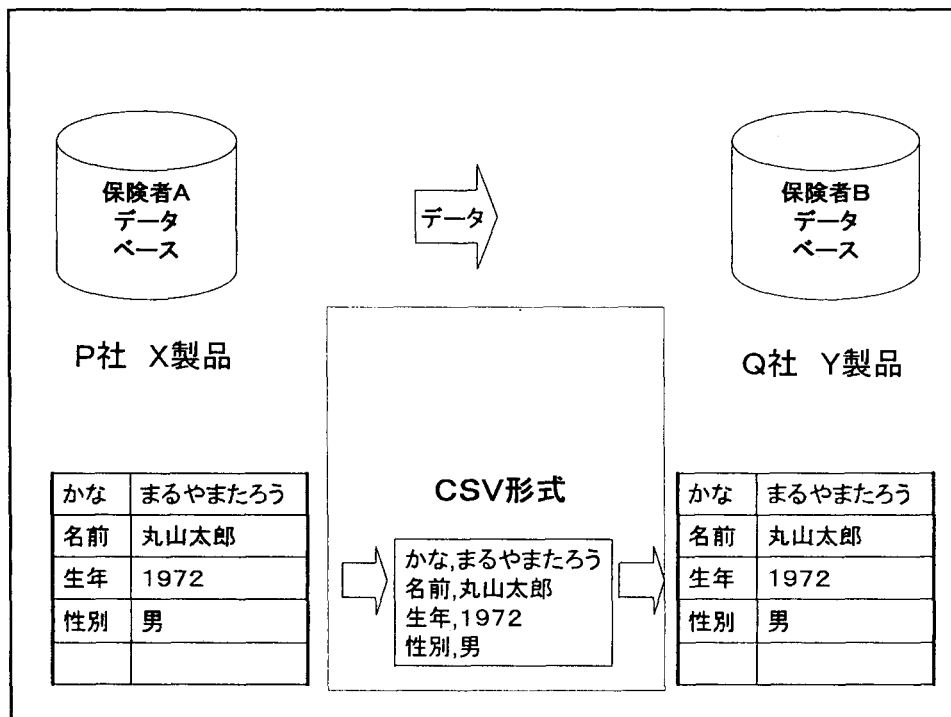 保険者A
データ
ベース
データ
保険者B
データ
ベース
P社 X製品
Q社 Y製品
CSV形式
かな まるやまたろう
名前 丸山太郎
生年 1972
性別 男
かな,まるやまたろう
名前,丸山太郎
生年,1972
性別,男
かな まるやまたろう
名前 丸山太郎
生年 1972
性別 男